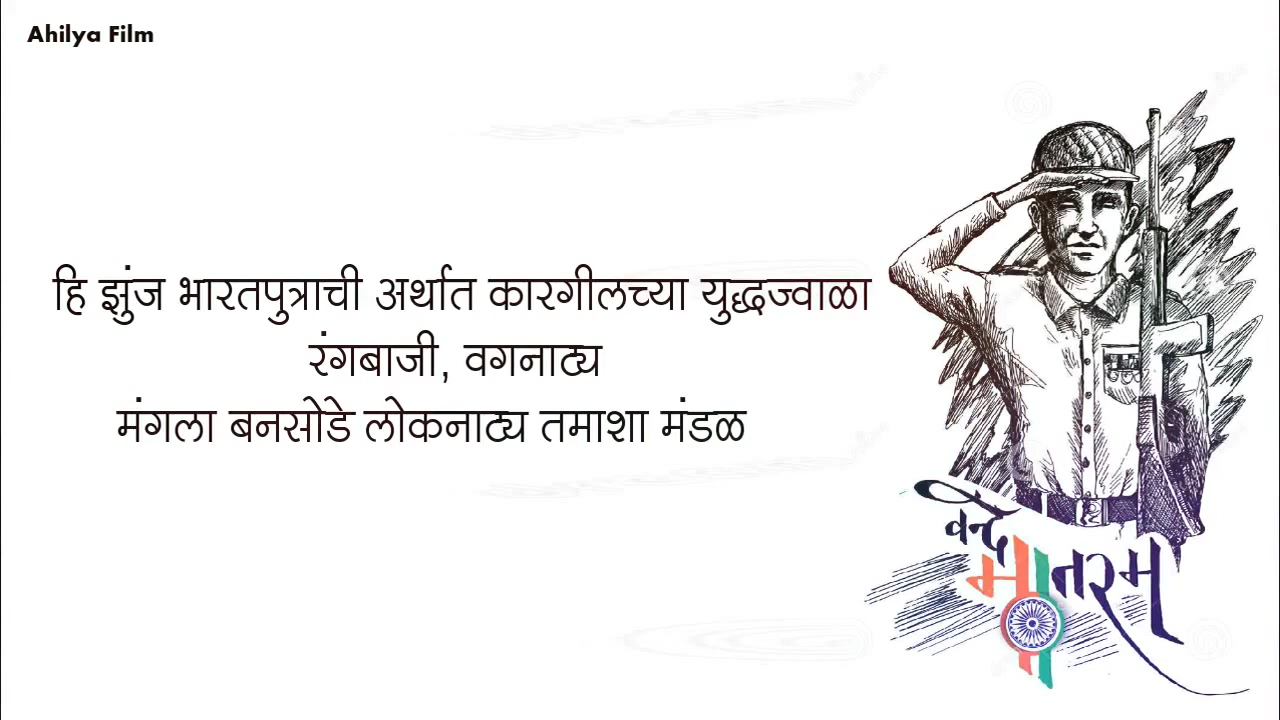 Ahilya Film
हि झुंज भारतपुत्राची अर्थात कारगीलच्या युद्धज्वाळा
रंगबाजी, वगनाट्य
मंगला बनसोडे लोकनाट्य तमाशा मंडळ
वन्दे
मातरम